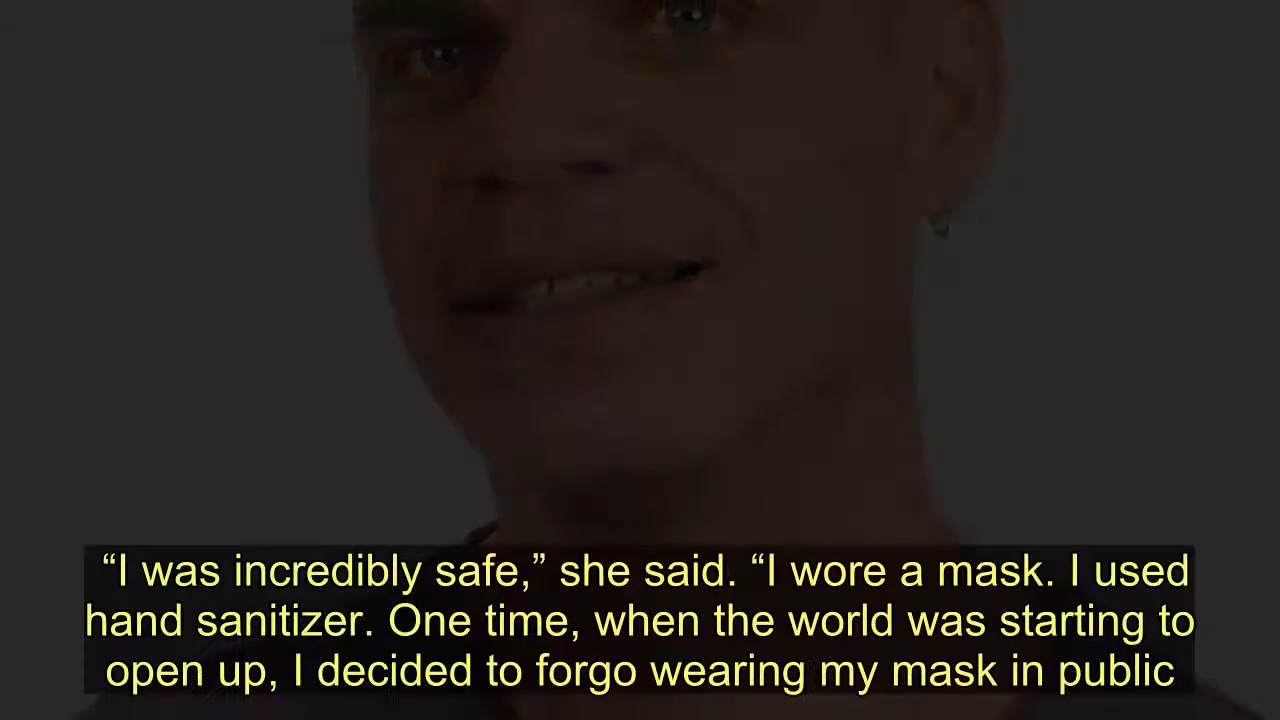 “I was incredibly safe,” she said. “I wore a mask. I used
hand sanitizer. One time, when the world was starting to
open up, I decided to forgo wearing my mask in public